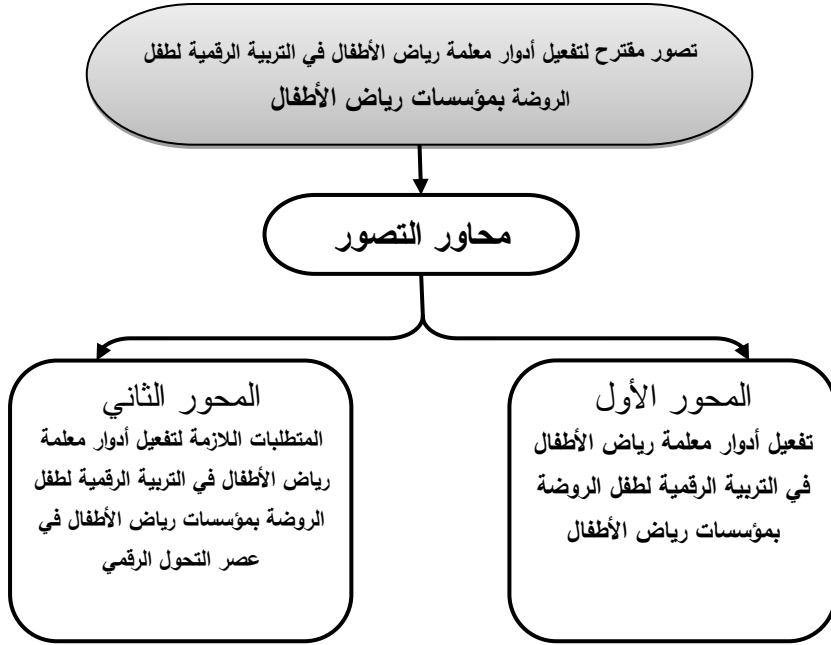 تصور مقترح لتفعيل أدوار معلمة رياض الأطفال في التربية الرقمية لطفل
الروضة بمؤسسات رياض الأطفال
محاور التصور
المحور الأول
تفعيل أدوار معلمة رياض الأطفال
في التربية الرقمية لطفل الروضة
بمؤسسات رياض الأطفال
المحور الثاني
المتطلبات اللازمة لتفعيل أدوار معلمة
رياض الأطفال في التربية الرقمية لطفل
الروضة بمؤسسات رياض الأطفال في
عصر التحول الرقمي